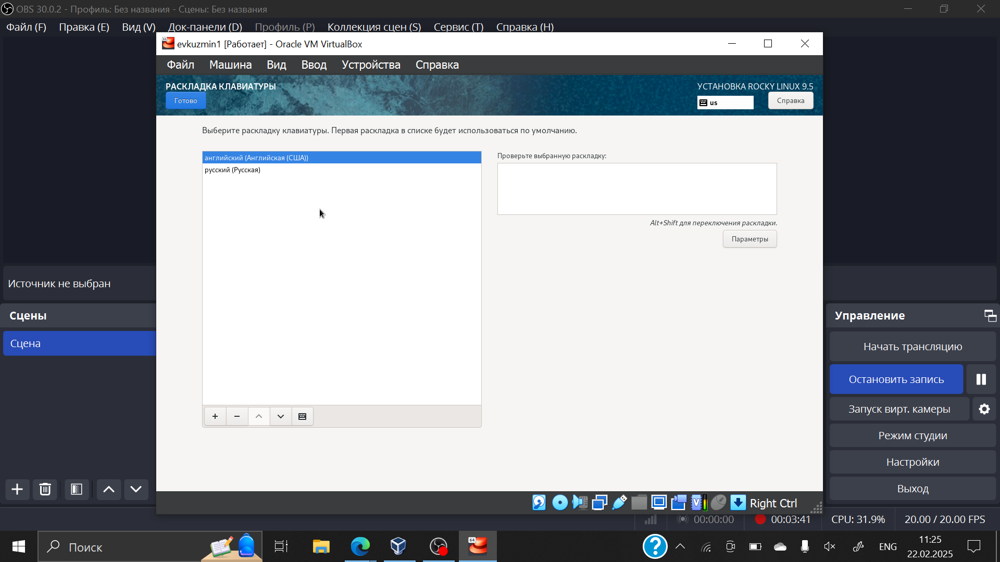 OBS 30.0.2 - Профиль: Без названия - Сцены: Без названия
Файл (F) Правка (E) Вид (V) Док-панели (D) Профиль (P) Коллекция сцен (S) Сервис (T) Справка (H)
64
evkuzmin1 [Работает] - Oracle VM VirtualBox
Файл Машина Вид Ввод Устройства Справка
РАСКЛАДКА КЛАВИАТУРЫ
УСТАНОВКА ROCKY LINUX 9.5
Готово
us
Справка
Выберите раскладку клавиатуры. Первая раскладка в списке будет использоваться по умолчанию.
английский (Английская (США))
русский (Русская)
Проверьте выбранную раскладку:
Alt+Shift для переключения раскладки.
Параметры
Источник не выбран
Сцены
Сцена
Управление
Начать трансляцию
Остановить запись
Запуск вирт. камеры
Режим студии
Настройки
Выход
Right Ctrl
00:00:00
00:03:41
CPU: 31.9%
20.00 / 20.00 FPS
Поиск
64
ENG
11:25
22.02.2025